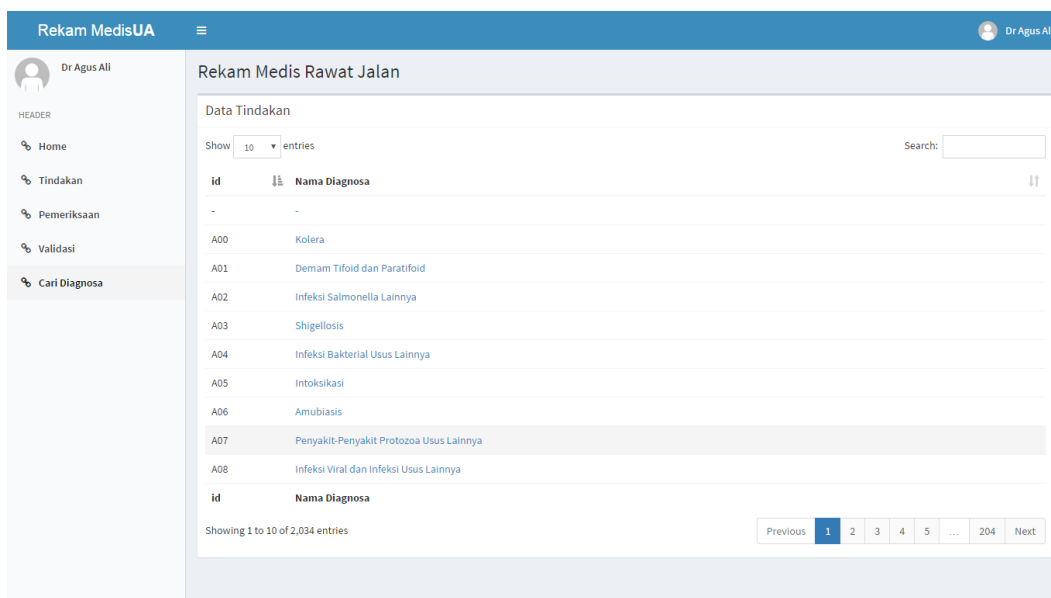 Rekam MedisUA
Dr Agus Al
Dr Agus Ali
HEADER
Home
Tindakan
Pemeriksaan
Validasi
Cari Diagnosa
Rekam Medis Rawat Jalan
Data Tindakan
Show 10 entries Search:
id Nama Diagnosa
- -
A00 Kolera
A01 Demam Tifoid dan Paratifoid
A02 Infeksi Salmonella Lainnya
A03 Shigellosis
A04 Infeksi Bakterial Usus Lainnya
A05 Intoksikasi
A06 Amubiasis
A07 Penyakit-Penyakit Protozoa Usus Lainnya
A08 Infeksi Viral dan Infeksi Usus Lainnya
id Nama Diagnosa
Showing 1 to 10 of 2,034 entries Previous 1 2 3 4 5 … 204 Next